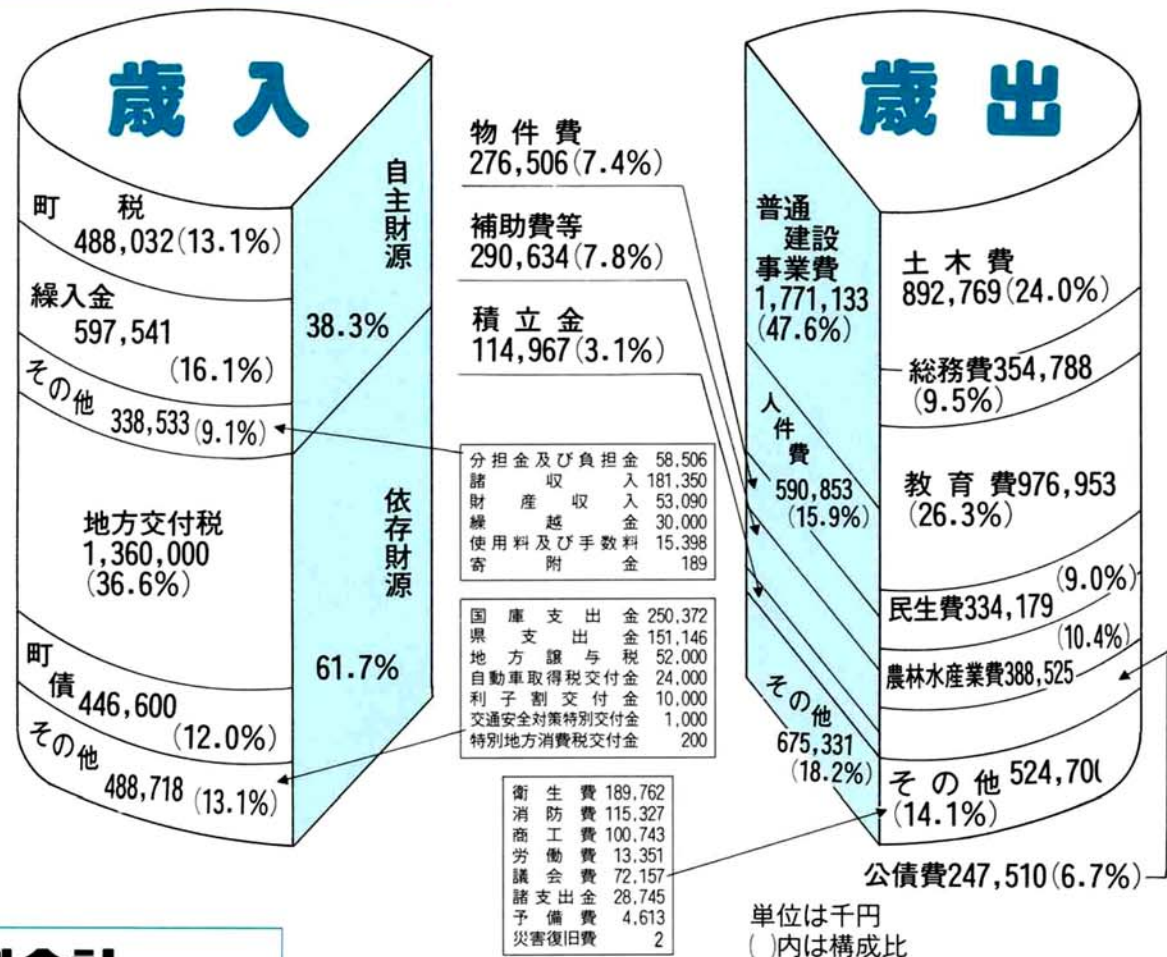 歳入
町税
488,032(13.1%)
繰入金
597,541
(16.1%)
その他
338,533(9.1%)
地方交付税
1,360,000
(36.6%)
町債
446,600
(12.0%)
その他
488,718(13.1%)
自主財源
38.3%
依存財源
61.7%
物件費
276,506(7.4%)
補助費等
290,634(7.8%)
積立金
114,967(3.1%)
分担金及び負担金 58,506
諸収入 181,350
財産収入 53,090
繰越金 30,000
使用料及び手数料 15,398
寄附金 189
国庫支出金 250,372
県支出金 151,146
地方譲与税 52,000
自動車取得税交付金 24,000
利子割交付金 10,000
交通安全対策特別交付金 1,000
特別地方消費税交付金 200
衛生費 189,762
消防費 115,327
商工費 100,743
労働費 13,351
議会費 72,157
諸支出金 28,745
予備費 4,613
災害復旧費 2
歳出
普通
建設
事業費
1,771,133
(47.6%)
人件費
590,853
(15.9%)
その他
675,331
(18.2%)
土木費
892,769(24.0%)
総務費354,788
(9.5%)
教育費976,953
(26.3%)
(9.0%)
民生費334,179
(10.4%)
農林水産業費388,525
その他 524,70
(14.1%)
公債費247,510(6.7%)
単位は千円
( )内は構成比